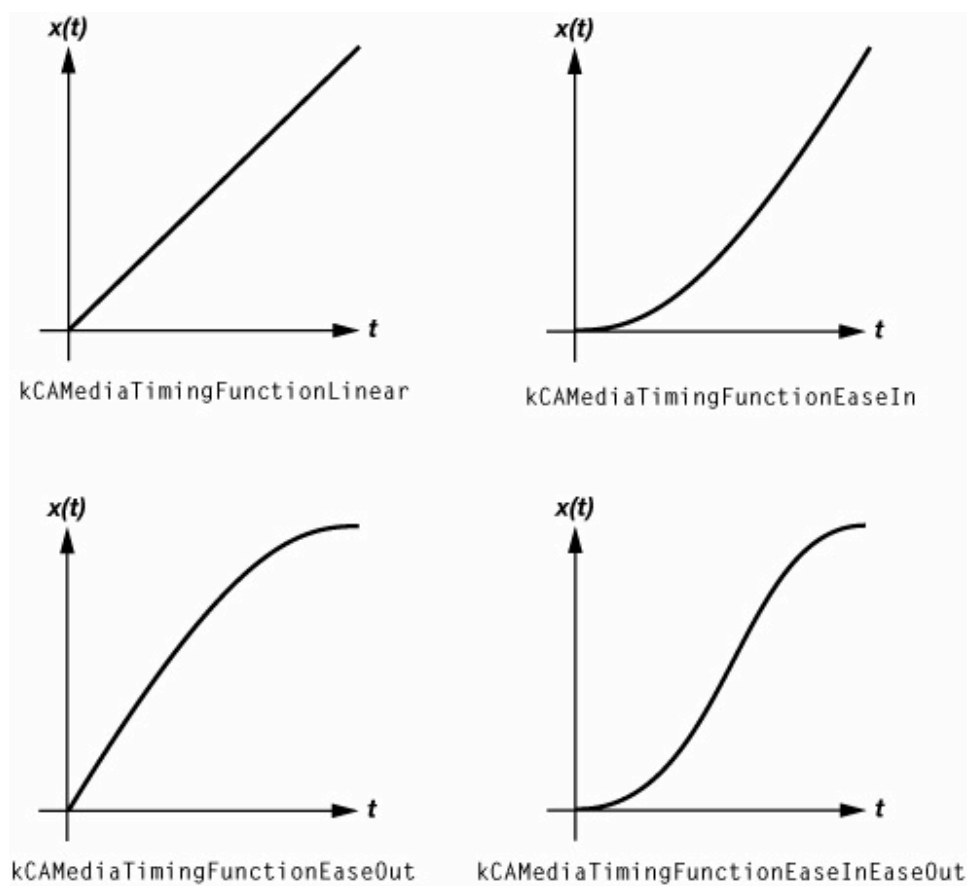 x(t)
t
kCAMediaTimingFunctionLinear
x(t)
t
kCAMediaTimingFunctionEaseIn
x(t)
t
kCAMediaTimingFunctionEaseOut
x(t)
t
kCAMediaTimingFunctionEaseInEaseOut